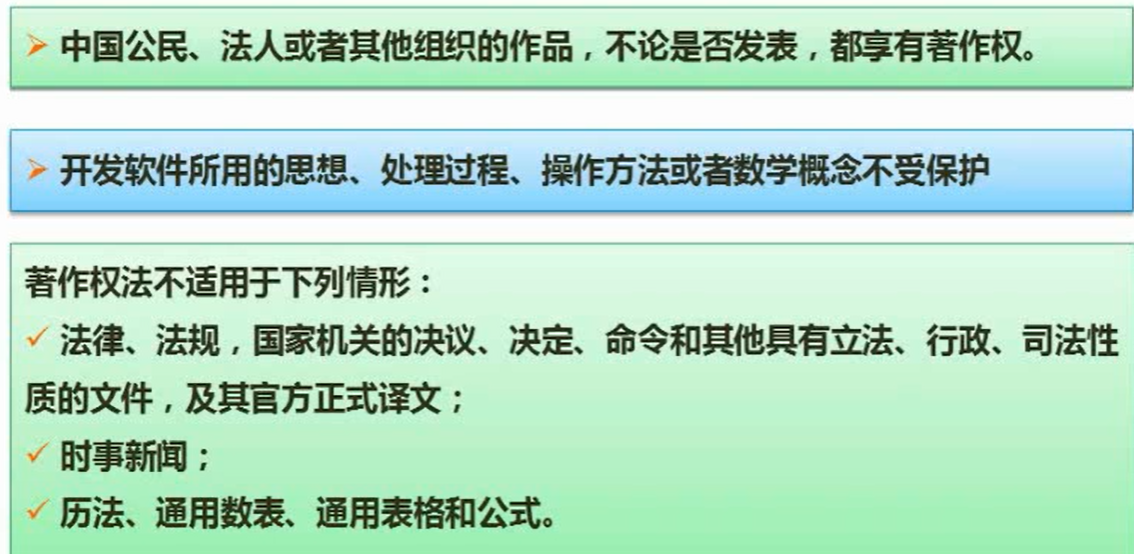 ➢ 中国公民、法人或者其他组织的作品，不论是否发表，都享有著作权。
➢ 开发软件所用的思想、处理过程、操作方法或者数学概念不受保护
著作权法不适用于下列情形：
✓ 法律、法规，国家机关的决议、决定、命令和其他具有立法、行政、司法性
质的文件，及其官方正式译文；
✓ 时事新闻；
✓ 历法、通用数表、通用表格和公式。